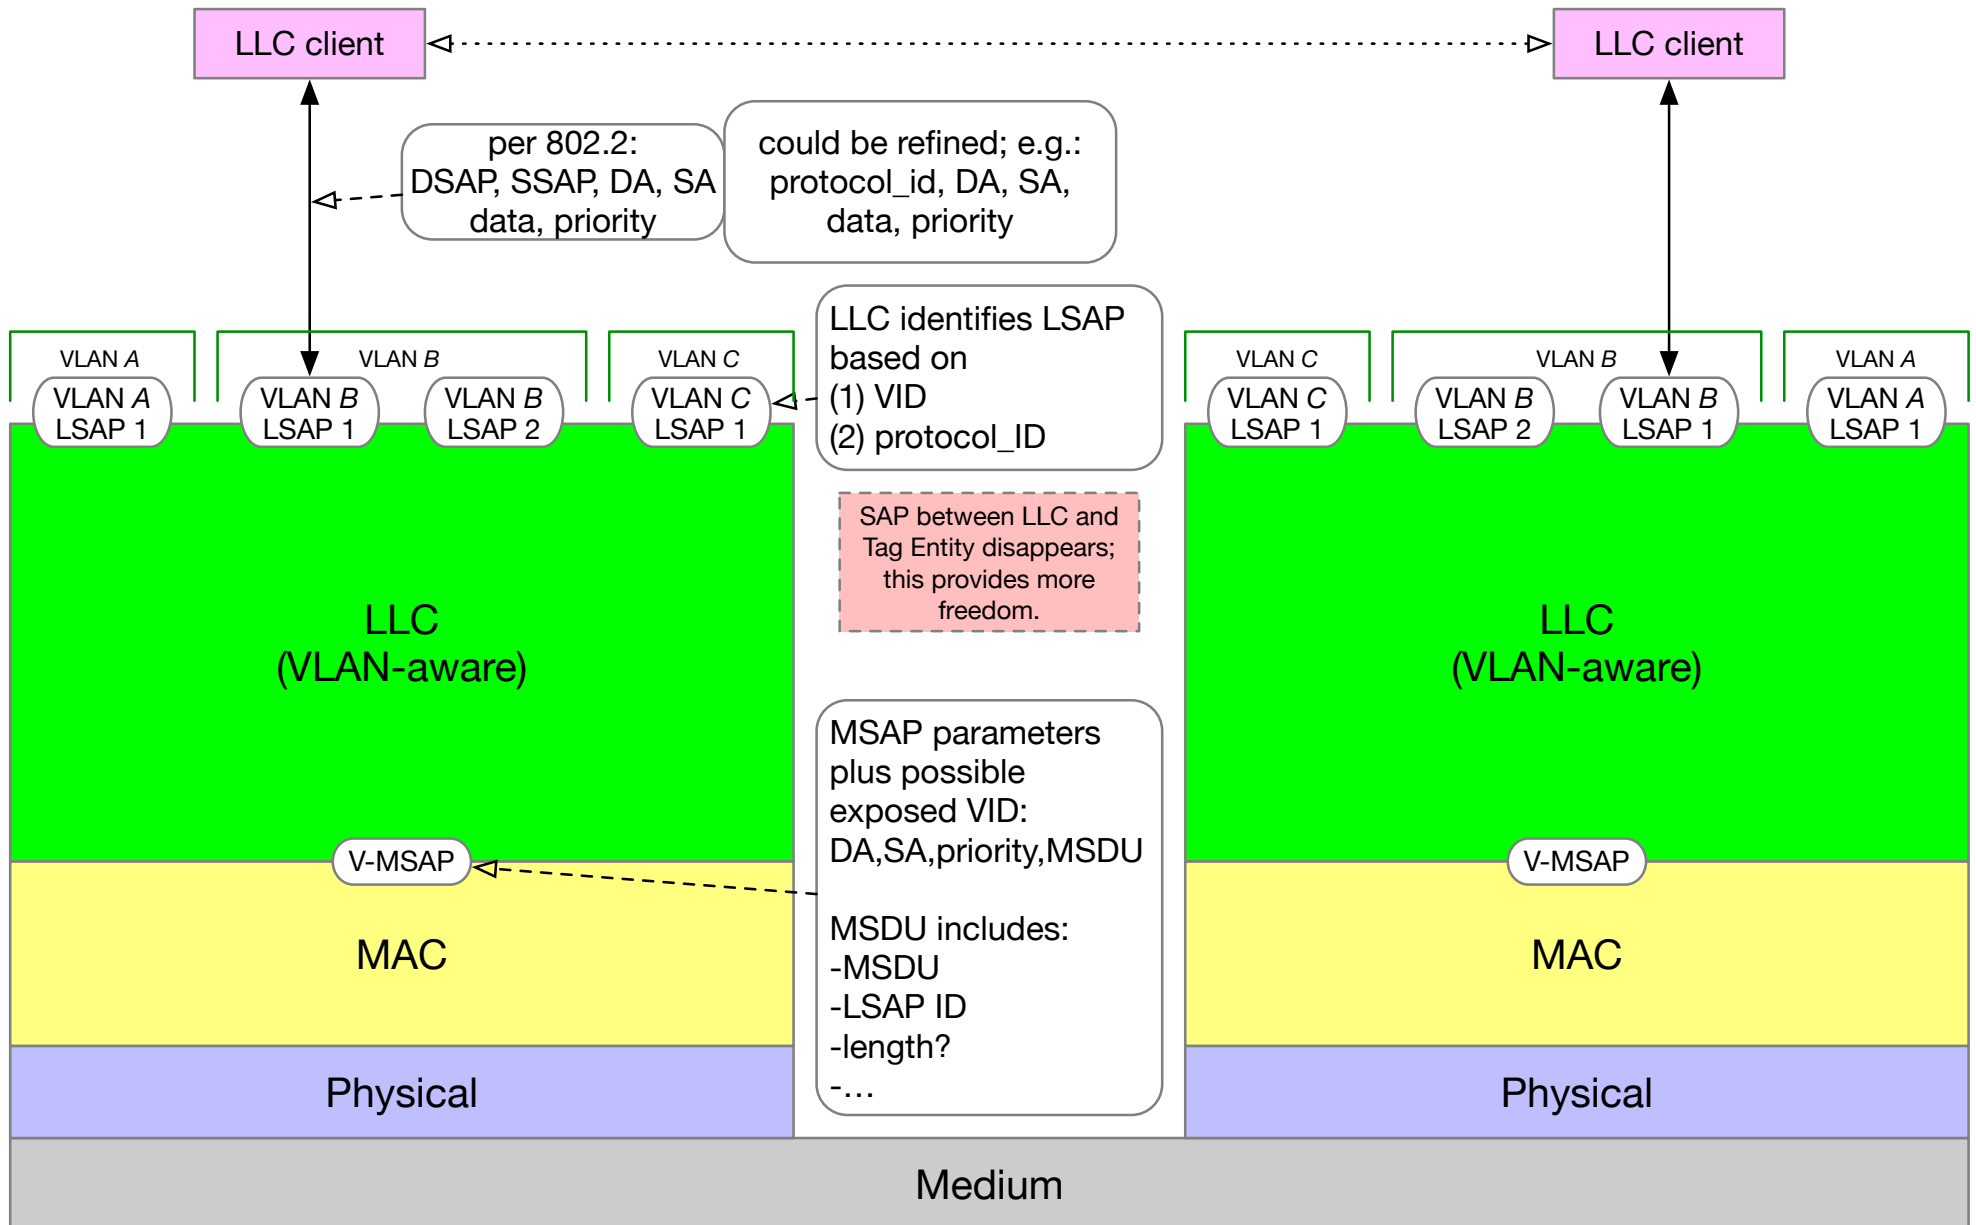 LLC client
LLC client
per 802.2:
DSAP, SSAP, DA, SA
data, priority
could be refined; e.g.:
protocol_id, DA, SA,
data, priority
LLC identifies LSAP
based on
(1) VID
(2) protocol_ID
VLAN A
VLAN B
VLAN C
VLAN A
LSAP 1
VLAN B
LSAP 1
VLAN B
LSAP 2
VLAN C
LSAP 1
VLAN C
VLAN B
VLAN A
VLAN C
LSAP 1
VLAN B
LSAP 2
VLAN B
LSAP 1
VLAN A
LSAP 1
SAP between LLC and
Tag Entity disappears;
this provides more
freedom.
LLC
(VLAN-aware)
LLC
(VLAN-aware)
MSAP parameters
plus possible
exposed VID:
DA,SA,priority,MSDU
MSDU includes:
-MSDU
-LSAP ID
-length?
-...
V-MSAP
V-MSAP
MAC
MAC
Physical
Physical
Medium